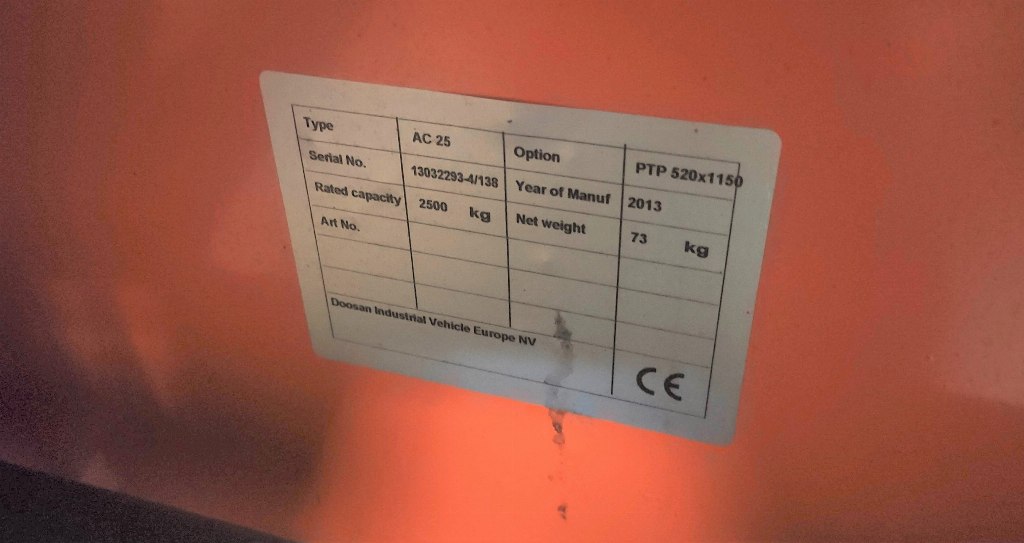 Type AC 25 Option PTP 520x1150
Serial No. 13032293-4/138 Year of Manuf 2013
Rated capacity 2500 kg Net weight 73 kg
Art No.
Doosan Industrial Vehicle Europe NV
CE